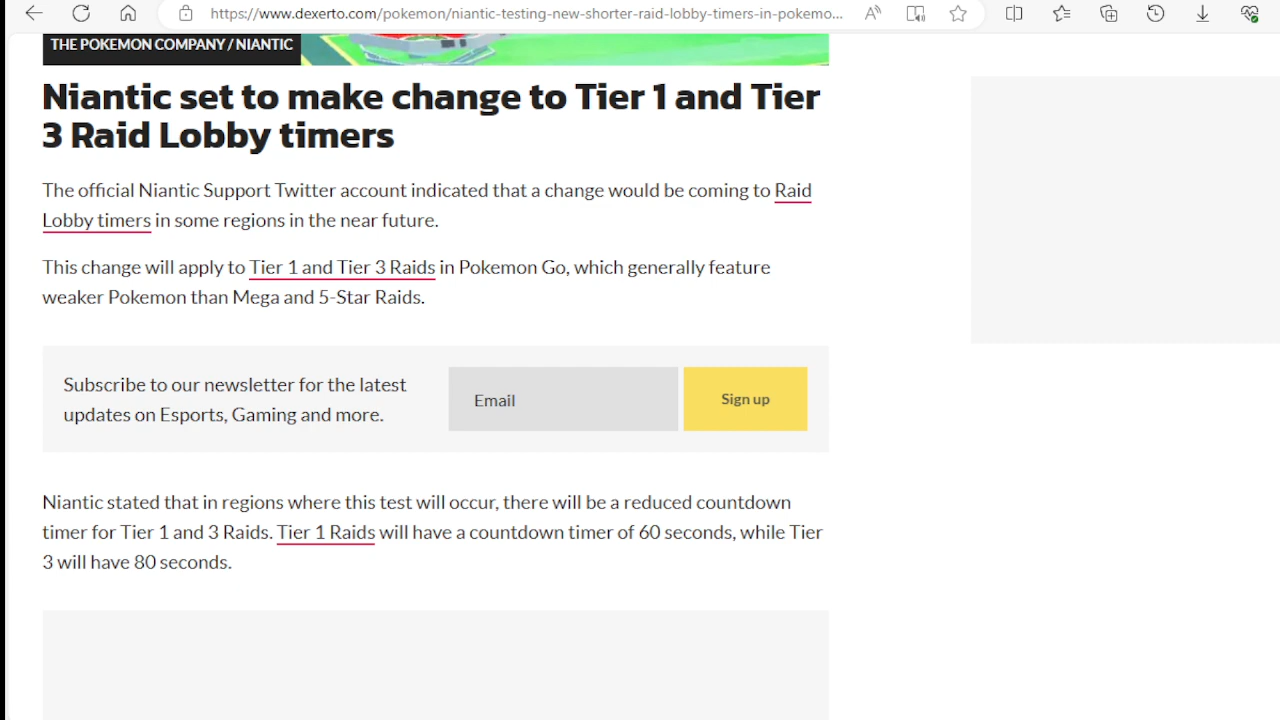 https://www.dexerto.com/pokemon/niantic-testing-new-shorter-raid-lobby-timers-in-pokemo...
THE POKEMON COMPANY / NIANTIC
Niantic set to make change to Tier 1 and Tier
3 Raid Lobby timers
The official Niantic Support Twitter account indicated that a change would be coming to Raid
Lobby timers in some regions in the near future.
This change will apply to Tier 1 and Tier 3 Raids in Pokemon Go, which generally feature
weaker Pokemon than Mega and 5-Star Raids.
Subscribe to our newsletter for the latest
updates on Esports, Gaming and more.
Email
Sign up
Niantic stated that in regions where this test will occur, there will be a reduced countdown
timer for Tier 1 and 3 Raids. Tier 1 Raids will have a countdown timer of 60 seconds, while Tier
3 will have 80 seconds.